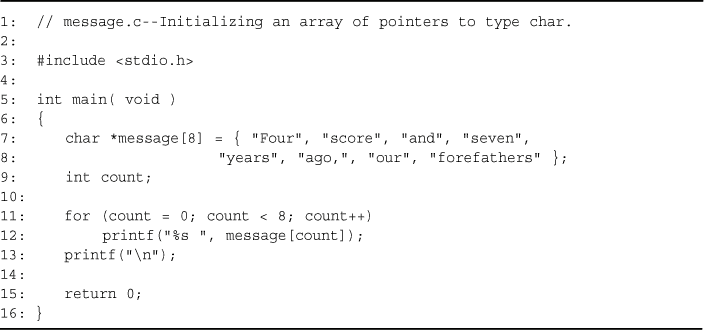 1: // message.c--Initializing an array of pointers to type char.
2:
3: #include <stdio.h>
4:
5: int main( void )
6: {
7:    char *message[8] = { "Four", "score", "and", "seven",
8:                    "years", "ago,", "our", "forefathers" };
9:    int count;
10:
11:    for (count = 0; count < 8; count++)
12:        printf("%s ", message[count]);
13:    printf("\n");
14:
15:    return 0;
16: }